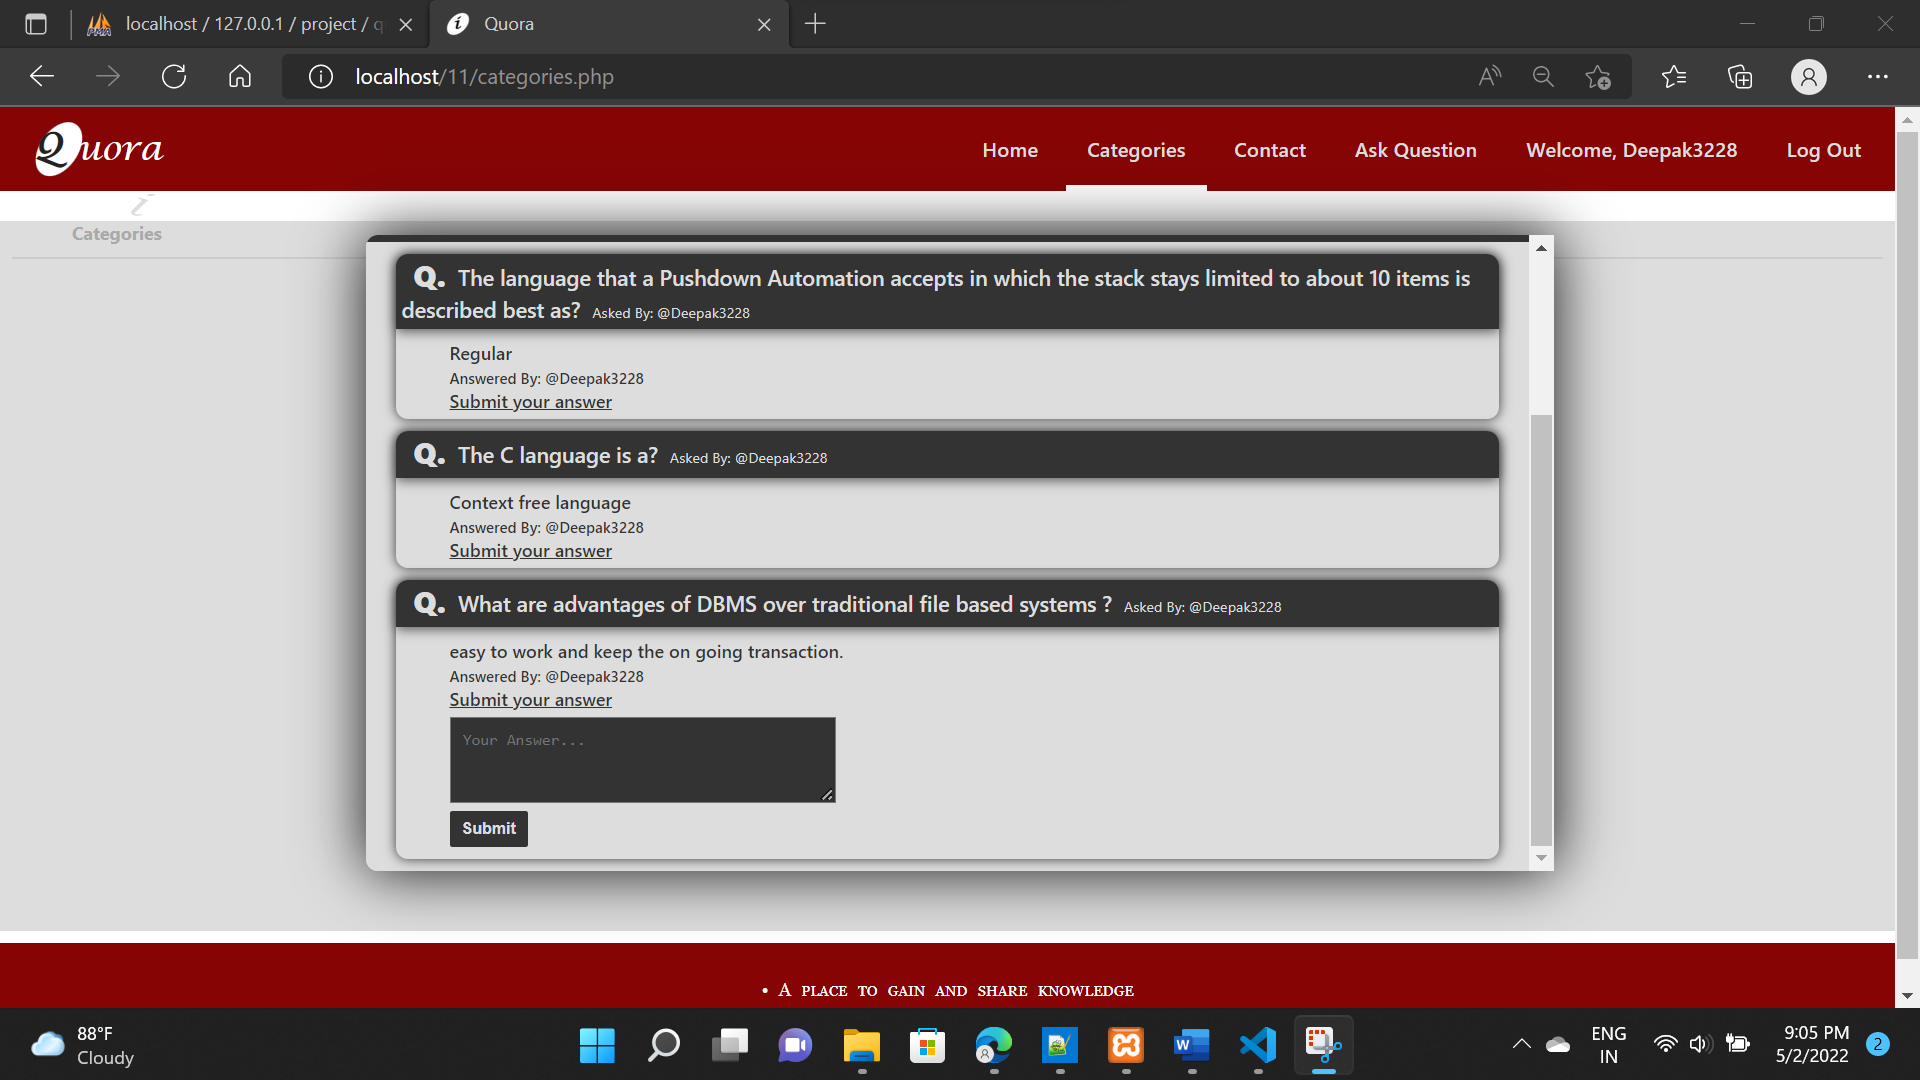 localhost / 127.0.0.1 / project / q
Quora
localhost/11/categories.php
Quora
Home
Categories
Contact
Ask Question
Welcome, Deepak3228
Log Out
i
Categories
Q. The language that a Pushdown Automation accepts in which the stack stays limited to about 10 items is
described best as? Asked By: @Deepak3228
Regular
Answered By: @Deepak3228
Submit your answer
Q. The C language is a? Asked By: @Deepak3228
Context free language
Answered By: @Deepak3228
Submit your answer
Q. What are advantages of DBMS over traditional file based systems ? Asked By: @Deepak3228
easy to work and keep the on going transaction.
Answered By: @Deepak3228
Submit your answer
Your Answer...
Submit
• A place to gain and share knowledge
88°F
Cloudy
ENG
IN
9:05 PM
5/2/2022
2